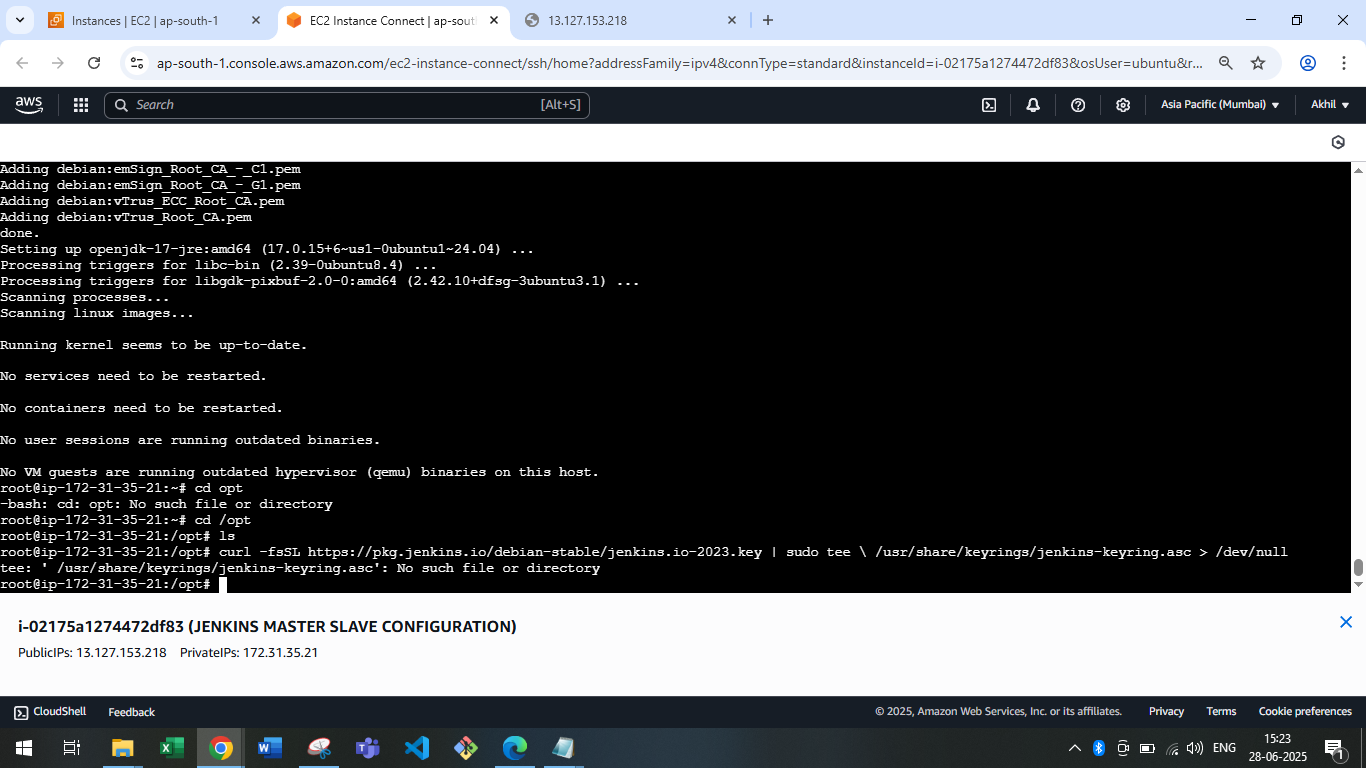 Instances | EC2 | ap-south-1
EC2 Instance Connect | ap-sout
13.127.153.218
ap-south-1.console.aws.amazon.com/ec2-instance-connect/ssh/home?addressFamily=ipv4&connType=standard&instanceId=i-02175a1274472df83&osUser=ubuntu&r...
aws
Search
[Alt+S]
Asia Pacific (Mumbai)
Akhil
Adding debian:emSign_Root_CA_-_C1.pem
Adding debian:emSign_Root_CA_-_G1.pem
Adding debian:vTrus_ECC_Root_CA.pem
Adding debian:vTrus_Root_CA.pem
done.
Setting up openjdk-17-jre:amd64 (17.0.15+6~us1-0ubuntu1~24.04) ...
Processing triggers for libc-bin (2.39-0ubuntu8.4) ...
Processing triggers for libgdk-pixbuf-2.0-0:amd64 (2.42.10+dfsg-3ubuntu3.1) ...
Scanning processes...
Scanning linux images...
Running kernel seems to be up-to-date.
No services need to be restarted.
No containers need to be restarted.
No user sessions are running outdated binaries.
No VM guests are running outdated hypervisor (qemu) binaries on this host.
root@ip-172-31-35-21:~# cd opt
-bash: cd: opt: No such file or directory
root@ip-172-31-35-21:~# cd /opt
root@ip-172-31-35-21:/opt# ls
root@ip-172-31-35-21:/opt# curl -fsSL https://pkg.jenkins.io/debian-stable/jenkins.io-2023.key | sudo tee \ /usr/share/keyrings/jenkins-keyring.asc > /dev/null
tee: ' /usr/share/keyrings/jenkins-keyring.asc': No such file or directory
root@ip-172-31-35-21:/opt#
i-02175a1274472df83 (JENKINS MASTER SLAVE CONFIGURATION)
PublicIPs: 13.127.153.218 PrivateIPs: 172.31.35.21
CloudShell
Feedback
© 2025, Amazon Web Services, Inc. or its affiliates.
Privacy
Terms
Cookie preferences
ENG
15:23
28-06-2025
1